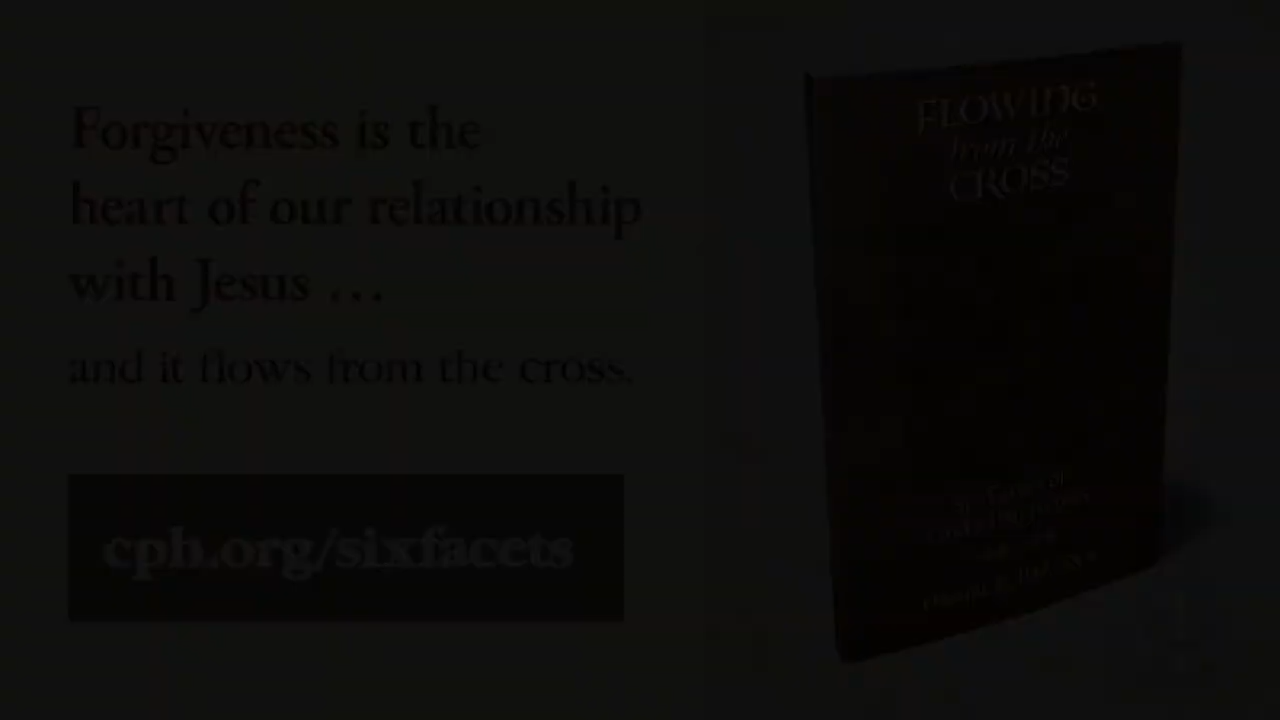 Forgiveness is the
heart of our relationship
with Jesus …
and it flows from the cross.
cph.org/sixfacets
FLOWING
from the
CROSS